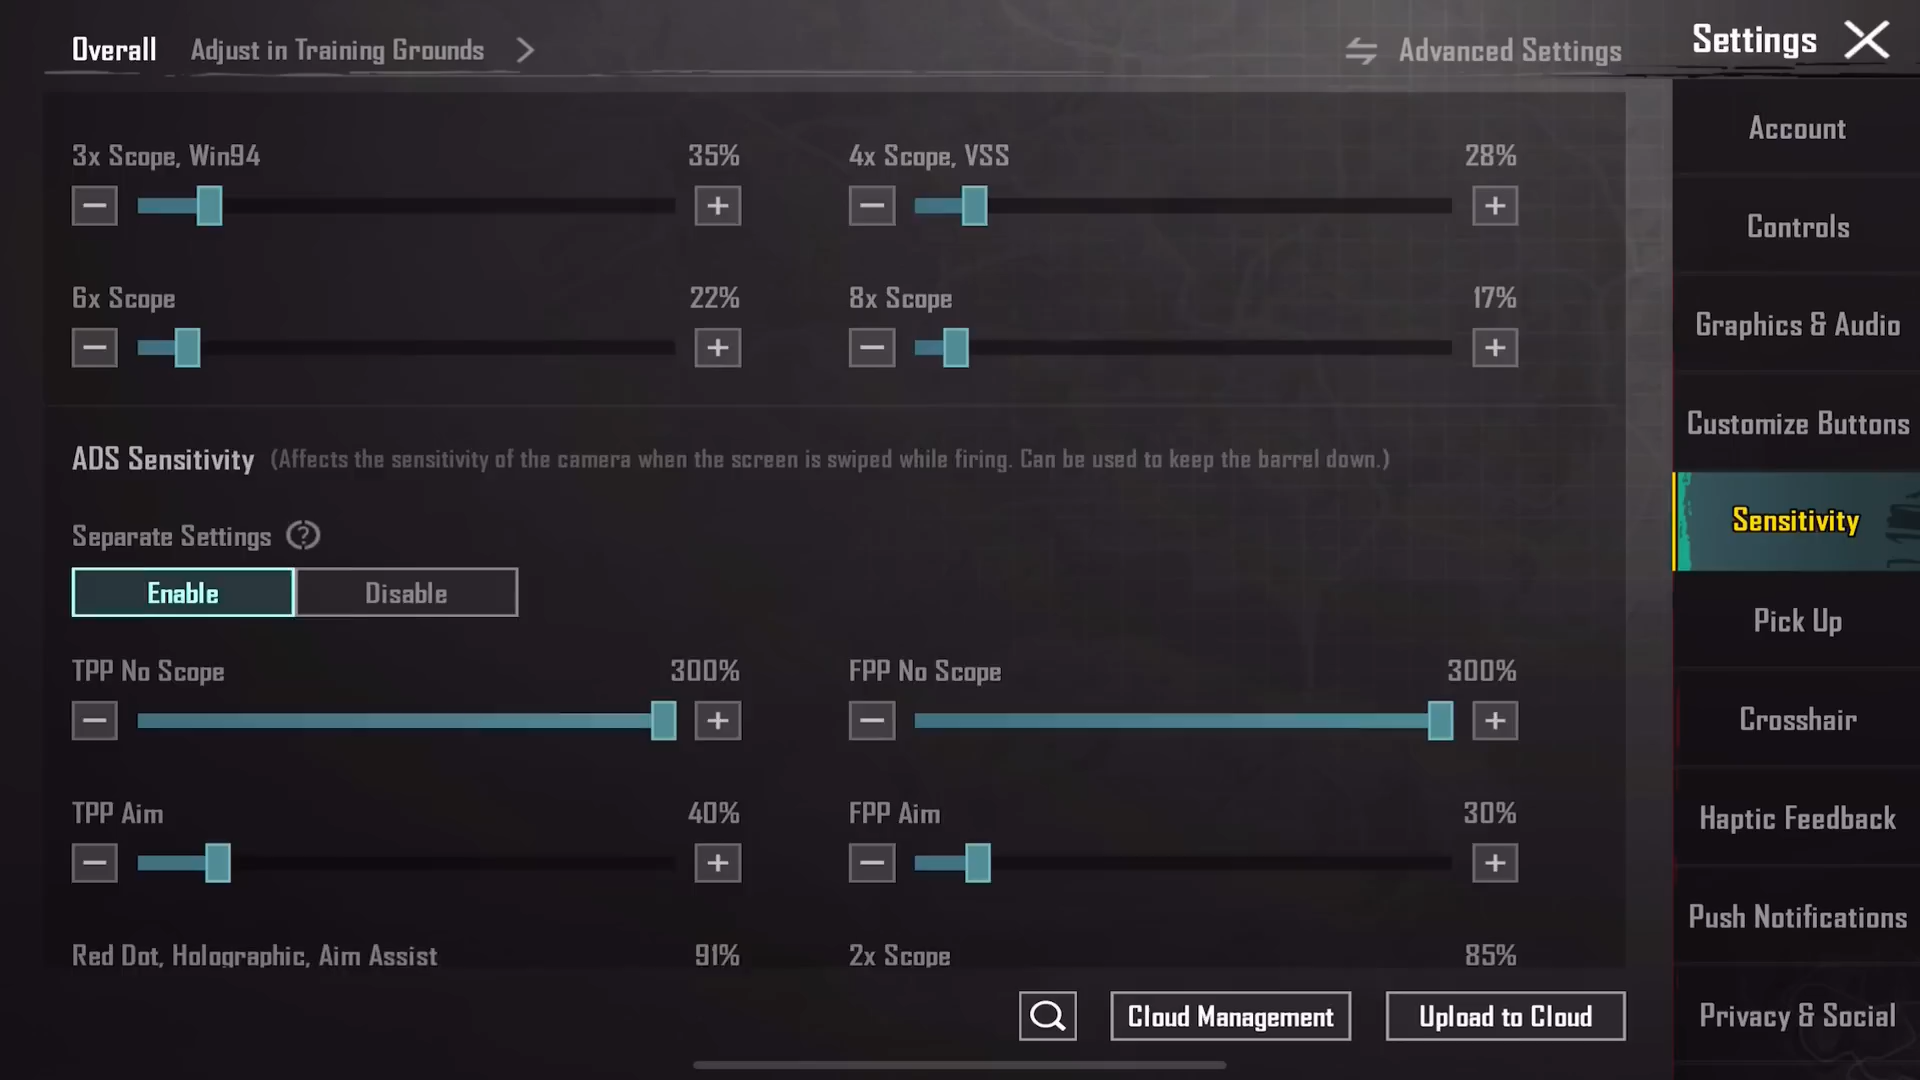 Overall
Adjust in Training Grounds
Advanced Settings
Settings
3x Scope, Win94
35%
4x Scope, VSS
28%
6x Scope
22%
8x Scope
17%
ADS Sensitivity (Affects the sensitivity of the camera when the screen is swiped while firing. Can be used to keep the barrel down.)
Separate Settings ?
Enable
Disable
TPP No Scope
300%
FPP No Scope
300%
TPP Aim
40%
FPP Aim
30%
Red Dot, Holographic, Aim Assist
91%
2x Scope
85%
Cloud Management
Upload to Cloud
Account
Controls
Graphics & Audio
Customize Buttons
Sensitivity
Pick Up
Crosshair
Haptic Feedback
Push Notifications
Privacy & Social